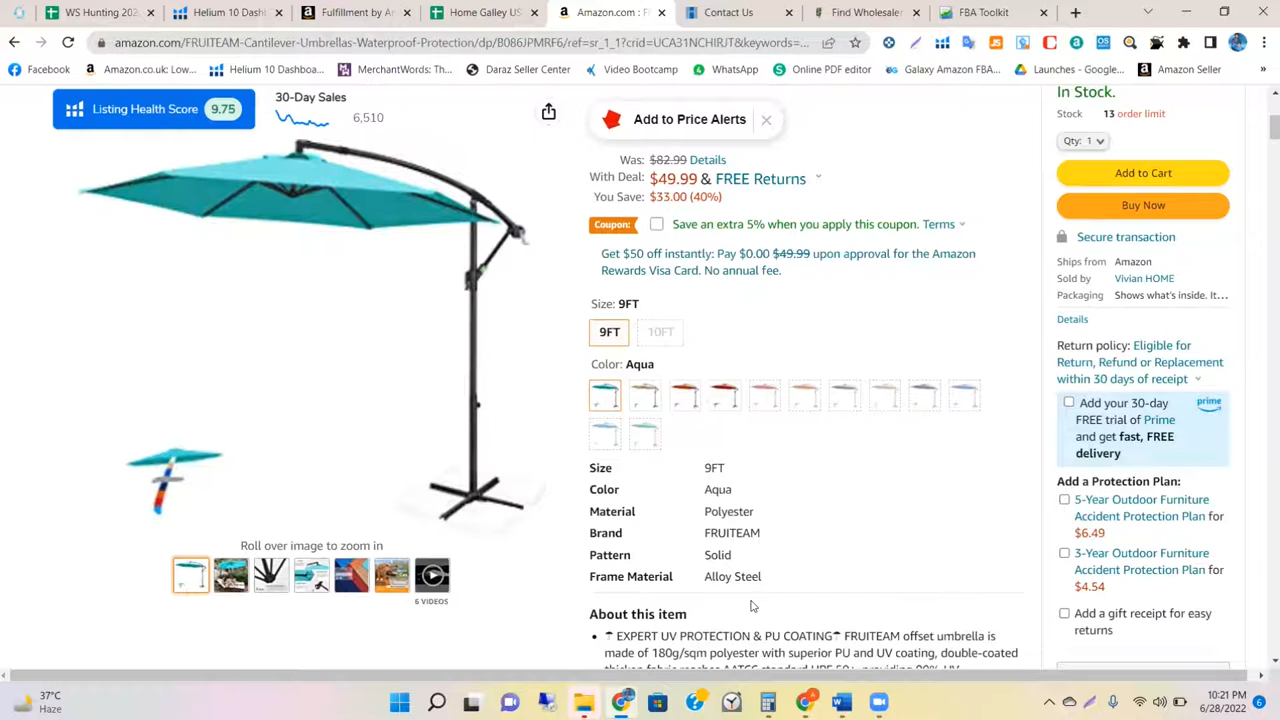 WS Hunting 202
Helium 10 Dash
Fulfillment by Am
Home Galley US
Amazon.com : F
Contact Us
Find Wholesaler
FBA Toolkit
amazon.com/FRUITEAM-Cantilever-Umbrellas-Waterproof-Protection/dp/B086JPMRF6/ref=sr_1_1?crid=UCA31NCHIRJT&keywords=...
Facebook
Amazon.co.uk: Low...
Helium 10 Dashboa...
MerchantWords: Th...
Daraz Seller Center
Video Bootcamp
WhatsApp
Online PDF editor
Galaxy Amazon FBA...
Launches - Google...
Amazon Seller
Listing Health Score 9.75
30-Day Sales
6,510
Add to Price Alerts
Was: $82.99 Details
With Deal: $49.99 & FREE Returns
You Save: $33.00 (40%)
Coupon: Save an extra 5% when you apply this coupon. Terms
Get $50 off instantly: Pay $0.00 $49.99 upon approval for the Amazon
Rewards Visa Card. No annual fee.
Size: 9FT
9FT 10FT
Color: Aqua
Size 9FT
Color Aqua
Material Polyester
Brand FRUITEAM
Pattern Solid
Frame Material Alloy Steel
About this item
• ☂ EXPERT UV PROTECTION & PU COATING☂ FRUITEAM offset umbrella is
made of 180g/sqm polyester with superior PU and UV coating, double-coated
Roll over image to zoom in
6 VIDEOS
In Stock.
Stock 13 order limit
Qty: 1
Add to Cart
Buy Now
Secure transaction
Ships from Amazon
Sold by Vivian HOME
Packaging Shows what's inside. It...
Details
Return policy: Eligible for
Return, Refund or Replacement
within 30 days of receipt
Add your 30-day
FREE trial of Prime
and get fast, FREE
delivery
prime
Add a Protection Plan:
5-Year Outdoor Furniture
Accident Protection Plan for
$6.49
3-Year Outdoor Furniture
Accident Protection Plan for
$4.54
Add a gift receipt for easy
returns
37°C
Haze
10:21 PM
6/28/2022
6